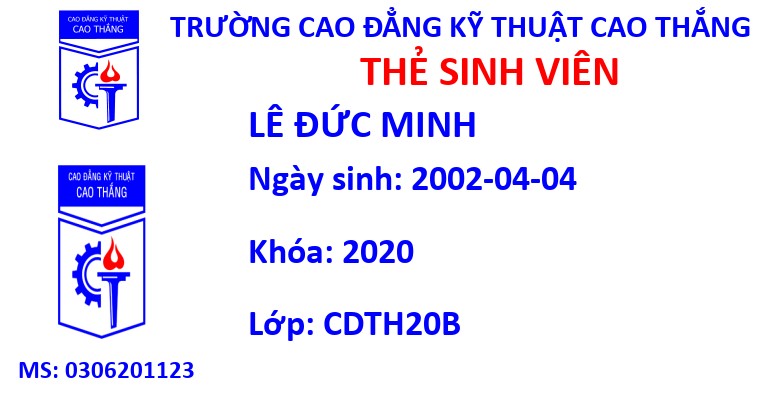 CAO ĐẲNG KỸ THUẬT
CAO THẮNG
TRƯỜNG CAO ĐẲNG KỸ THUẬT CAO THẮNG
THẺ SINH VIÊN
LÊ ĐỨC MINH
CAO ĐẲNG KỸ THUẬT
CAO THẮNG
Ngày sinh: 2002-04-04
Khóa: 2020
Lớp: CDTH20B
MS: 0306201123